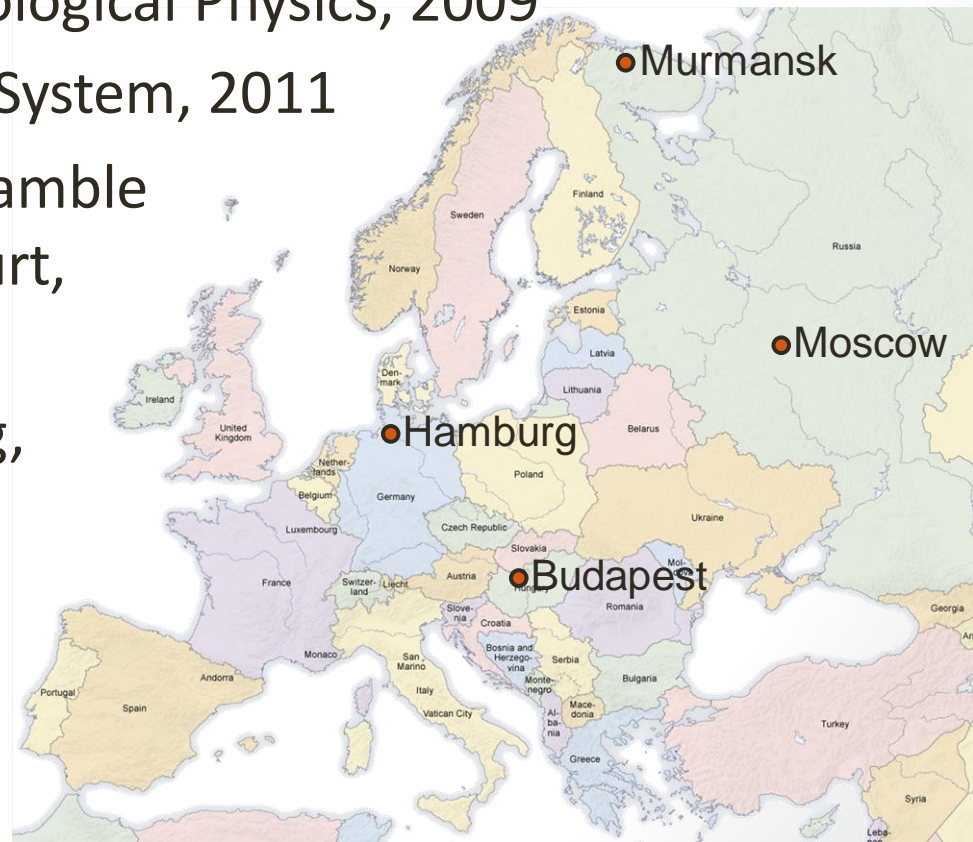 ological Physics, 2009
System, 2011
amble
urt,
g,
Murmansk
Finland
Sweden
Russia
Norway
Estonia
Moscow
Latvia
Den-
mark
Lithuania
Ireland
United
Kingdom
Hamburg
Belarus
Nether-
lands
Poland
Belgium
Germany
Ukraine
Czech Republic
Luxembourg
Slovakia
Budapest
Hungary
Mol-
Austria
Switzer-
land
Liecht.
France
Romania
Slove-
nia
Georgia
Croatia
Ar
Monaco
San
Marino
Bosnia and
Herzego-
vina
Serbia
Andorra
Bulgaria
Monte-
negro
Italy
Portugal
Spain
Vatican City
Al-
ba-
nia
Mace-
donia
Turkey
Greece
Syria
Leba-